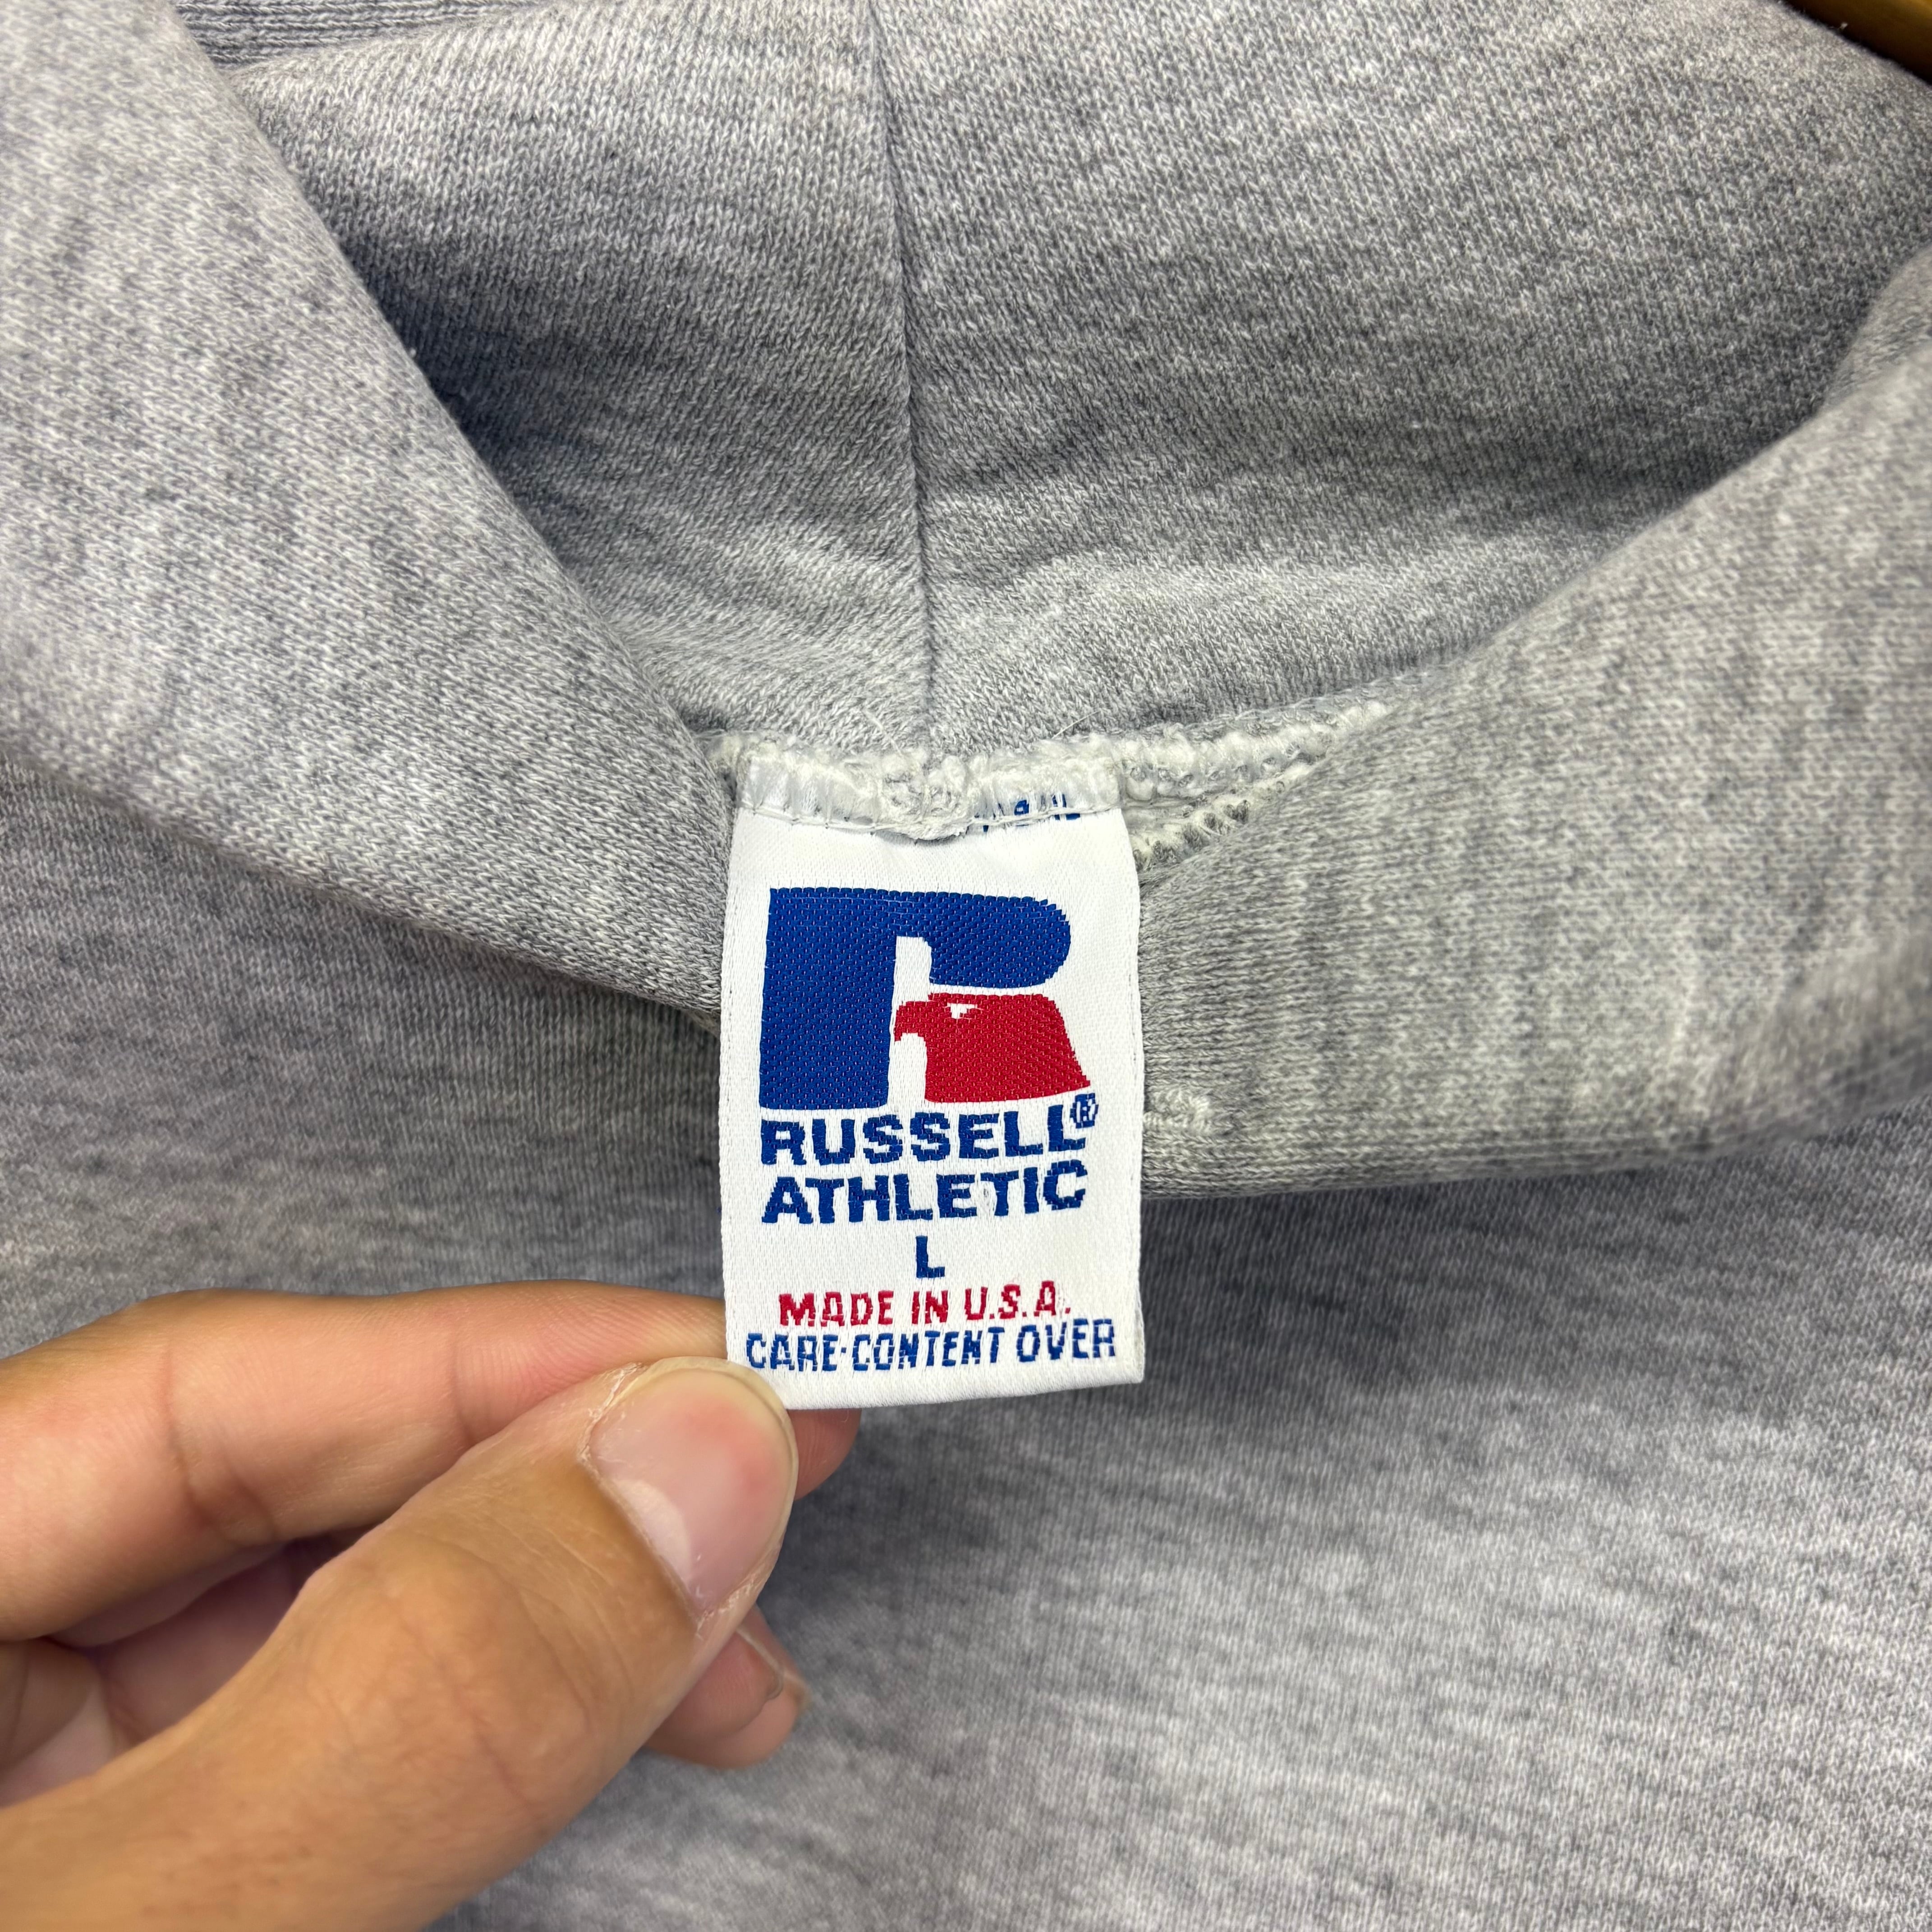 RUSSELL®
ATHLETIC
L
MADE IN U.S.A.
CARE·CONTENT OVER